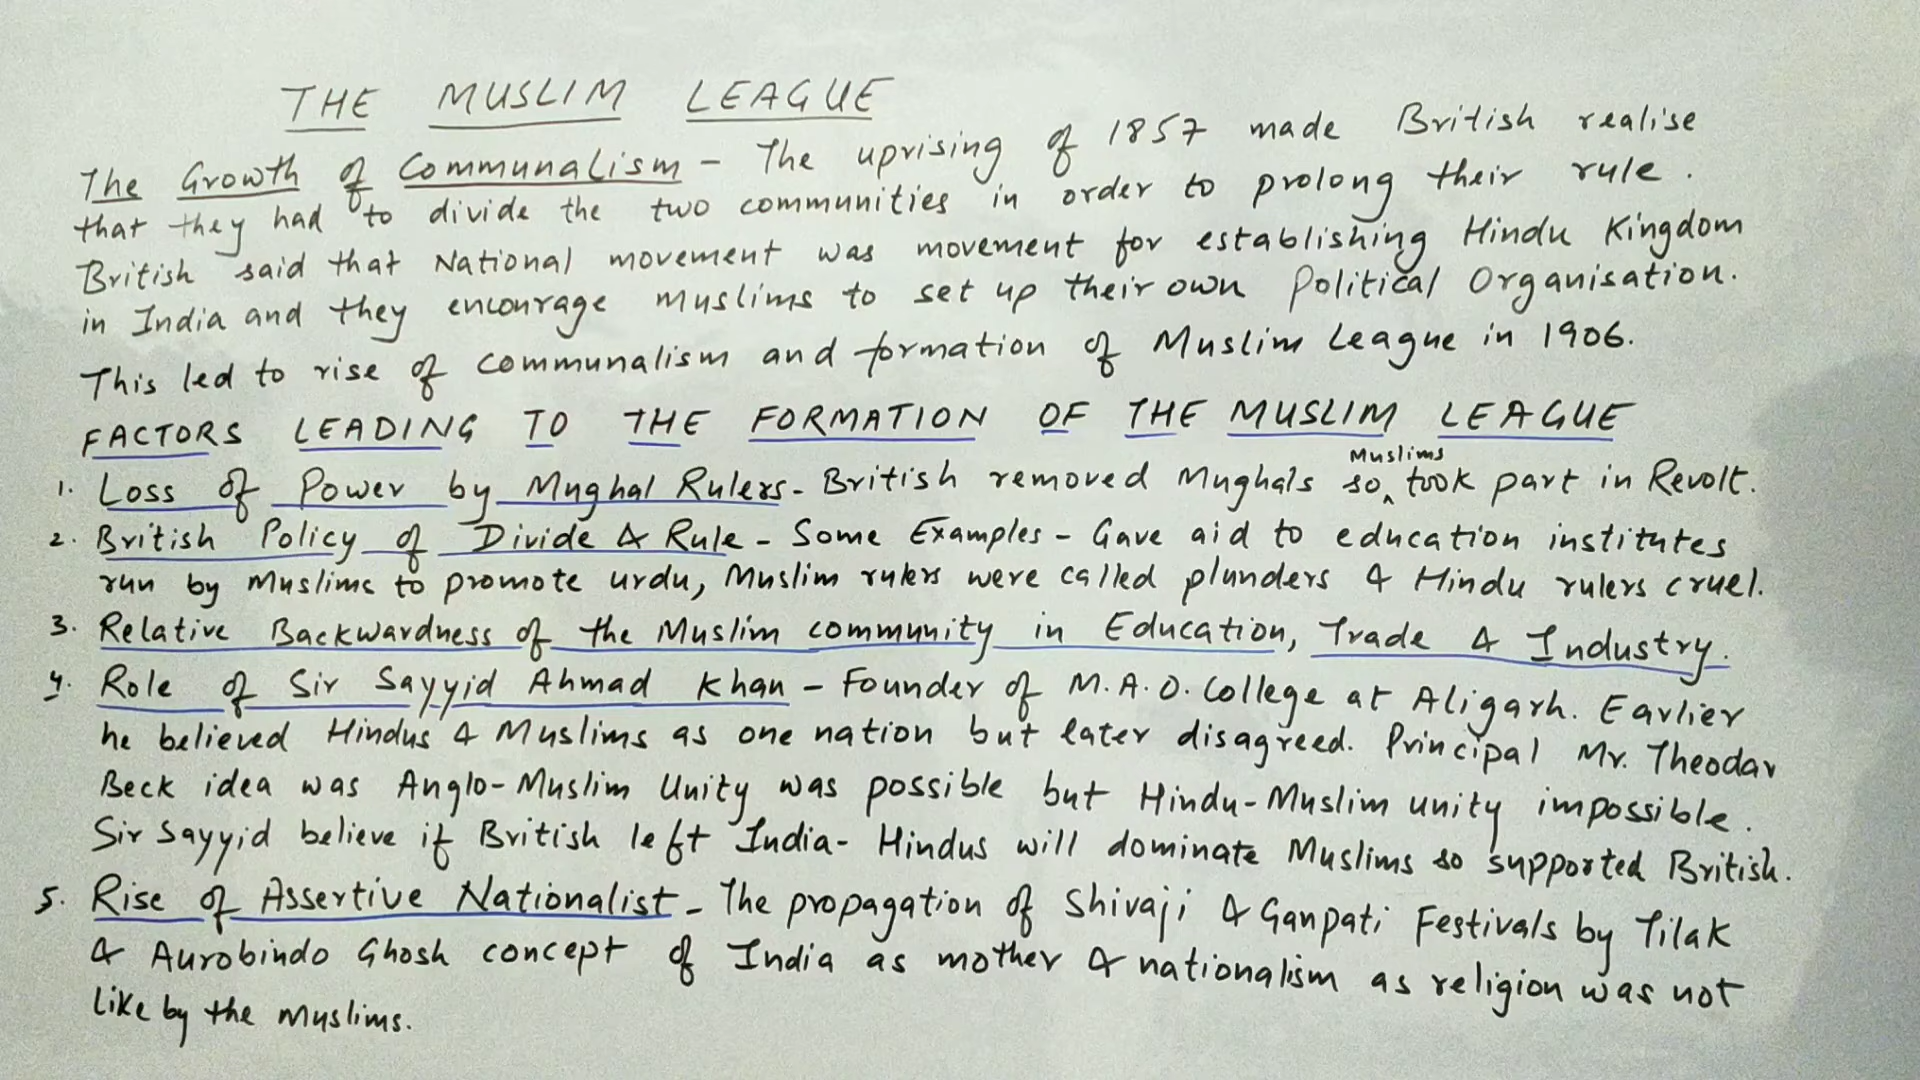 THE MUSLIM LEAGUE
The Growth of Communalism - The uprising of 1857 made British realise
that they had to divide the two communities in order to prolong their rule.
British said that National movement was movement for establishing Hindu Kingdom
in India and they encourage Muslims to set up their own Political Organisation.
This led to rise of communalism and formation of Muslim League in 1906.
FACTORS LEADING TO THE FORMATION OF THE MUSLIM LEAGUE
1. Loss of Power by Mughal Rulers - British removed Mughals so Muslims took part in Revolt.
2. British Policy of Divide & Rule - Some Examples - Gave aid to education institutes
run by Muslims to promote urdu, Muslim rulers were called plunders & Hindu rulers cruel.
3. Relative Backwardness of the Muslim community in Education, Trade & Industry.
4. Role of Sir Sayyid Ahmad Khan - Founder of M.A.O. College at Aligarh. Earlier
he believed Hindus & Muslims as one nation but later disagreed. Principal Mr. Theodar
Beck idea was Anglo-Muslim Unity was possible but Hindu-Muslim unity impossible.
Sir Sayyid believe if British left India - Hindus will dominate Muslims so supported British.
5. Rise of Assertive Nationalist - The propagation of Shivaji & Ganpati Festivals by Tilak
& Aurobindo Ghosh concept of India as mother & nationalism as religion was not
like by the Muslims.